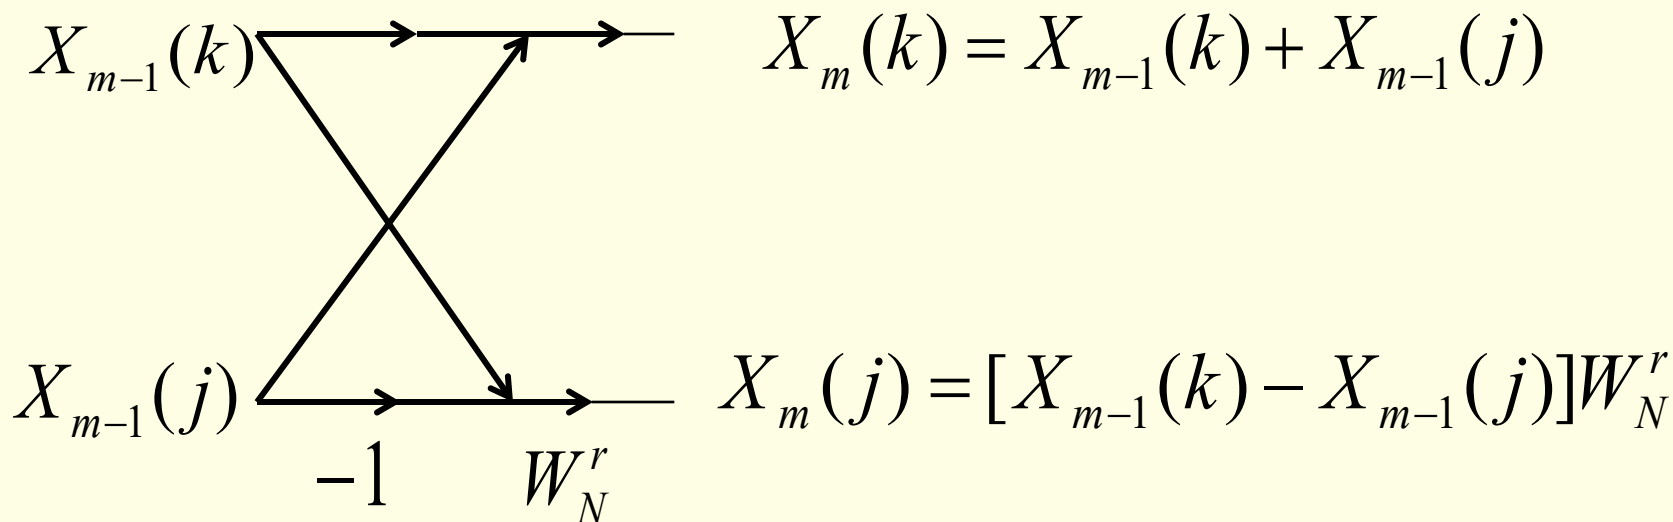 X_{m-1}(k) X_m(k) = X_{m-1}(k) + X_{m-1}(j)
X_{m-1}(j) X_m(j) = [X_{m-1}(k) − X_{m-1}(j)]W_N^r
−1 W_N^r